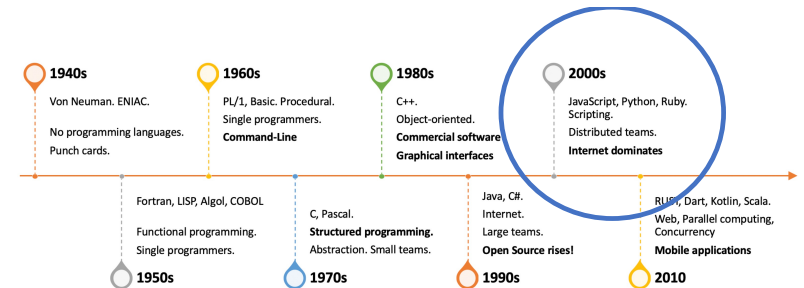 1940s
Von Neuman. ENIAC.
No programming languages.
Punch cards.
1960s
PL/1, Basic. Procedural.
Single programmers.
Command-Line
1980s
C++.
Object-oriented.
Commercial software
Graphical interfaces
2000s
JavaScript, Python, Ruby.
Scripting.
Distributed teams.
Internet dominates
Fortran, LISP, Algol, COBOL
Functional programming.
Single programmers.
1950s
C, Pascal.
Structured programming.
Abstraction. Small teams.
1970s
Java, C#.
Internet.
Large teams.
Open Source rises!
1990s
RUST, Dart, Kotlin, Scala.
Web, Parallel computing,
Concurrency
Mobile applications
2010